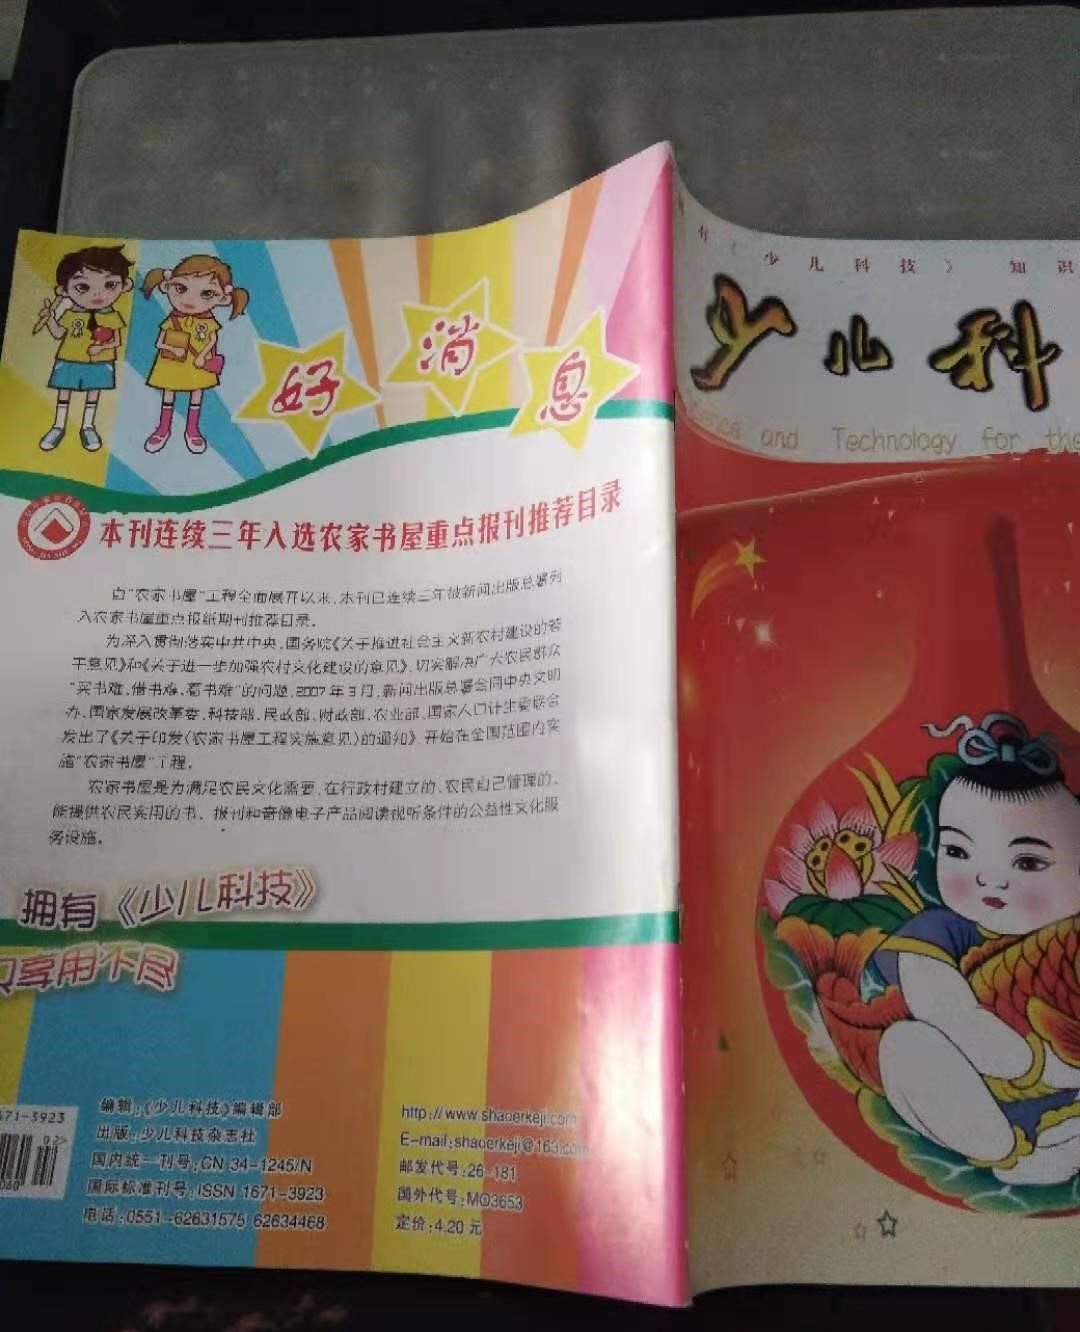 好消息
本刊连续三年入选农家书屋重点报刊推荐目录
自"农家书屋"工程全面展开以来,本刊已连续三年被新闻出版总署列
入农家书屋重点报纸期刊推荐目录。
为深入贯彻落实中共中央、国务院《关于推进社会主义新农村建设的若
干意见》和《关于进一步加强农村文化建设的意见》,切实解决广大农民群众
"买书难、借书难、看书难"的问题,2007年3月,新闻出版总署会同中央文明
办、国家发展改革委、科技部、民政部、财政部、农业部、国家人口计生委联合
发出了《关于印发〈农家书屋工程实施意见〉的通知》,开始在全国范围内实
施"农家书屋"工程。
农家书屋是为满足农民文化需要,在行政村建立的、农民自己管理的、
能提供农民实用的书、报刊和音像电子产品阅读视听条件的公益性文化服
务设施。
拥有《少儿科技》
享用不尽
671-3923
02>
编辑:《少儿科技》编辑部
出版:少儿科技杂志社
国内统一刊号:CN 34-1245/N
国际标准刊号:ISSN 1671-3923
电话:0551-62631575 62634468
http://www.shaoerkeji.com
E-mail:shaoerkeji@163.com
邮发代号:26-181
国外代号:MO3653
定价:4.20元
有《少儿科技》 知识
少儿科
and Technology for the